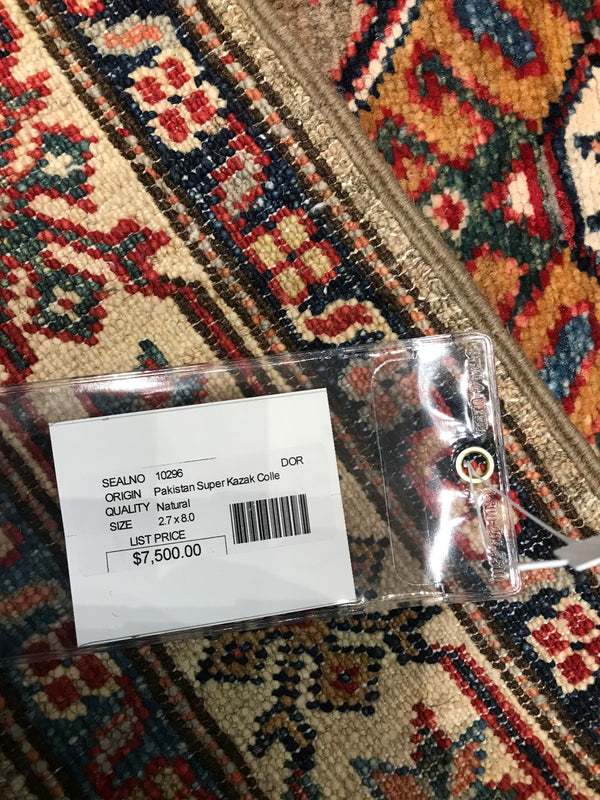 SEALNO 10296 DOR
ORIGIN Pakistan Super Kazak Colle
QUALITY Natural
SIZE 2.7 x 8.0
LIST PRICE
$7,500.00